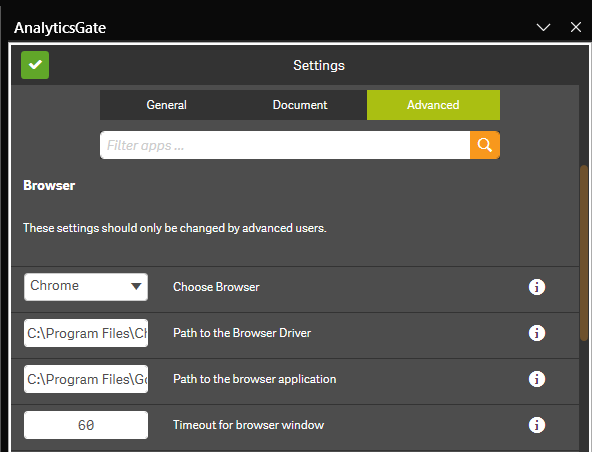 AnalyticsGate
Settings
General Document Advanced
Filter apps ...
Browser
These settings should only be changed by advanced users.
Chrome Choose Browser
C:\Program Files\Ch Path to the Browser Driver
C:\Program Files\Go Path to the browser application
60 Timeout for browser window